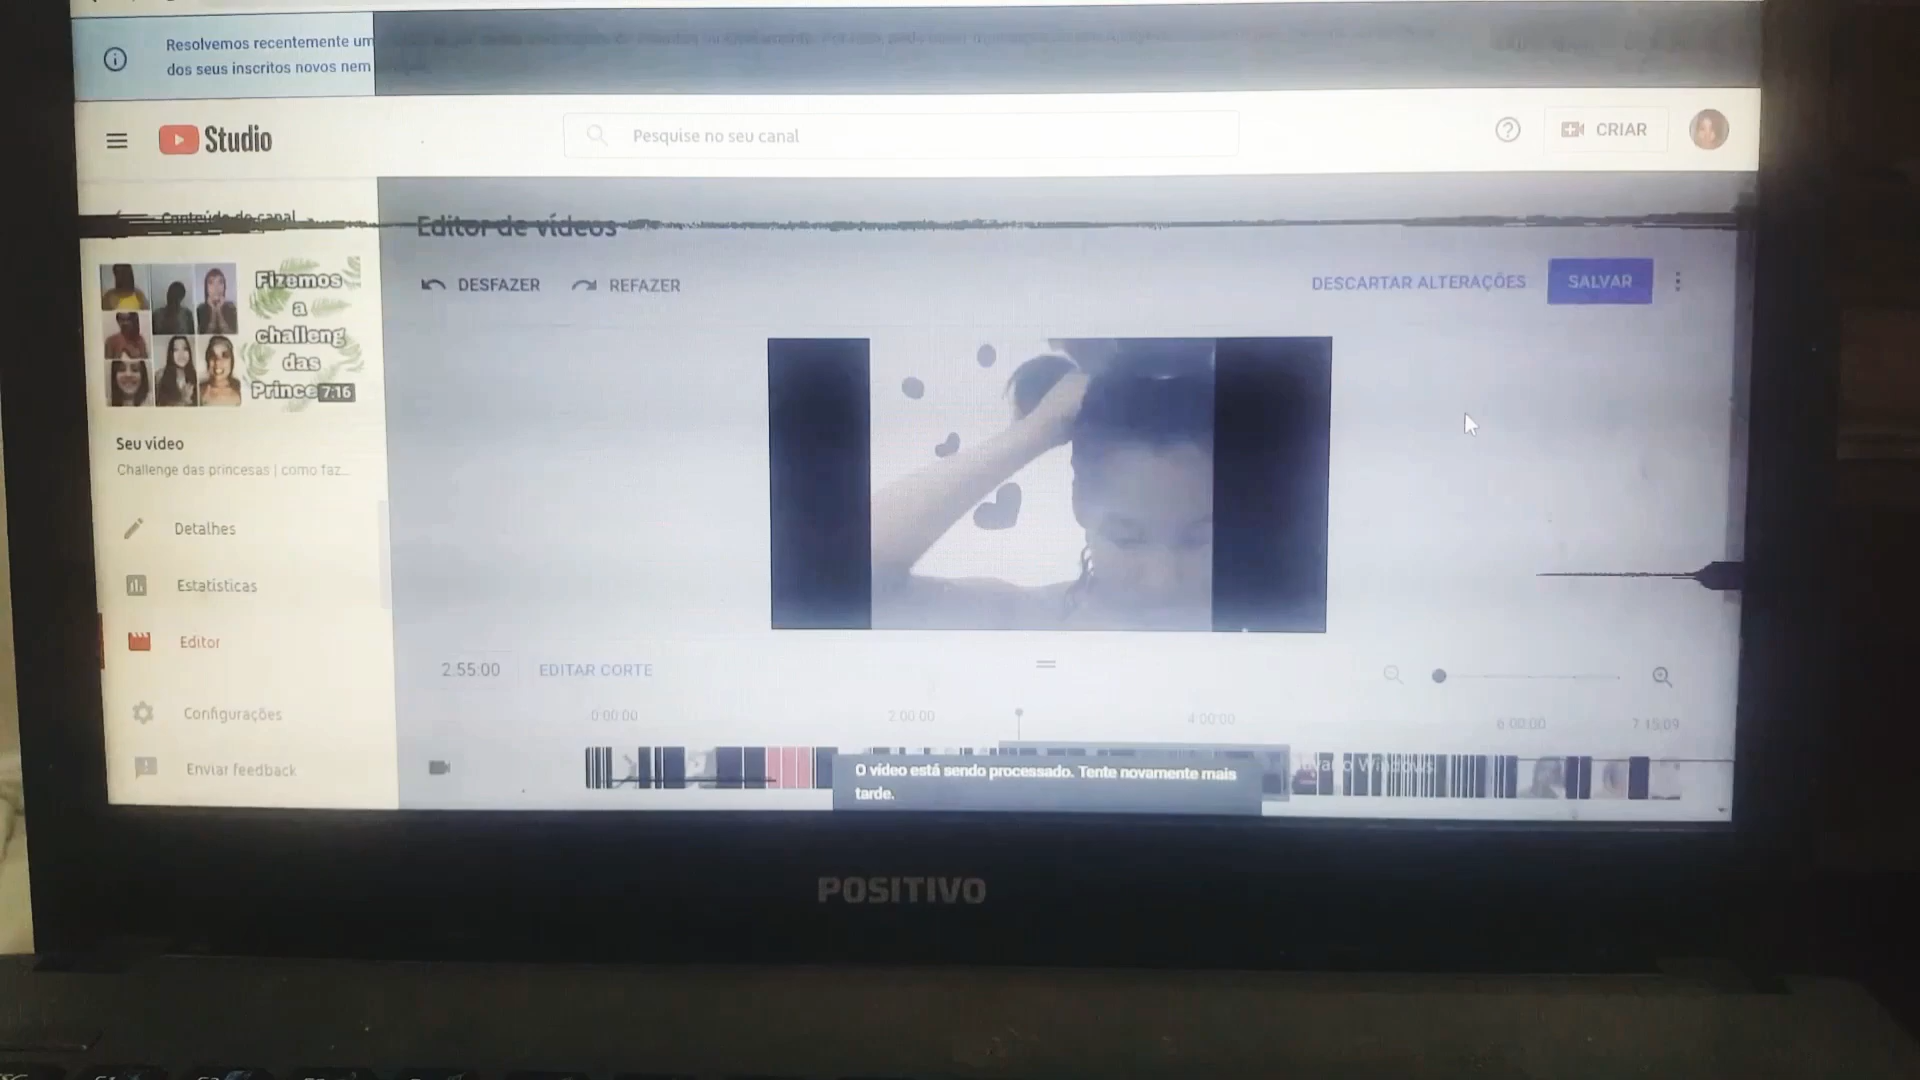 Resolvemos recentemente um
dos seus inscritos novos nem
Studio
Pesquise no seu canal
CRIAR
Conteúdo do canal
Editor de vídeos
DESFAZER
REFAZER
DESCARTAR ALTERAÇÕES
SALVAR
Fizemos
a
challeng
das
Prince
7:16
Seu vídeo
Challenge das princesas | como faz...
Detalhes
Estatísticas
Editor
Configurações
Enviar feedback
2:55:00
EDITAR CORTE
0:00:00
2:00:00
4:00:00
6:00:00
7:15:09
O vídeo está sendo processado. Tente novamente mais
tarde.
o Windows
POSITIVO